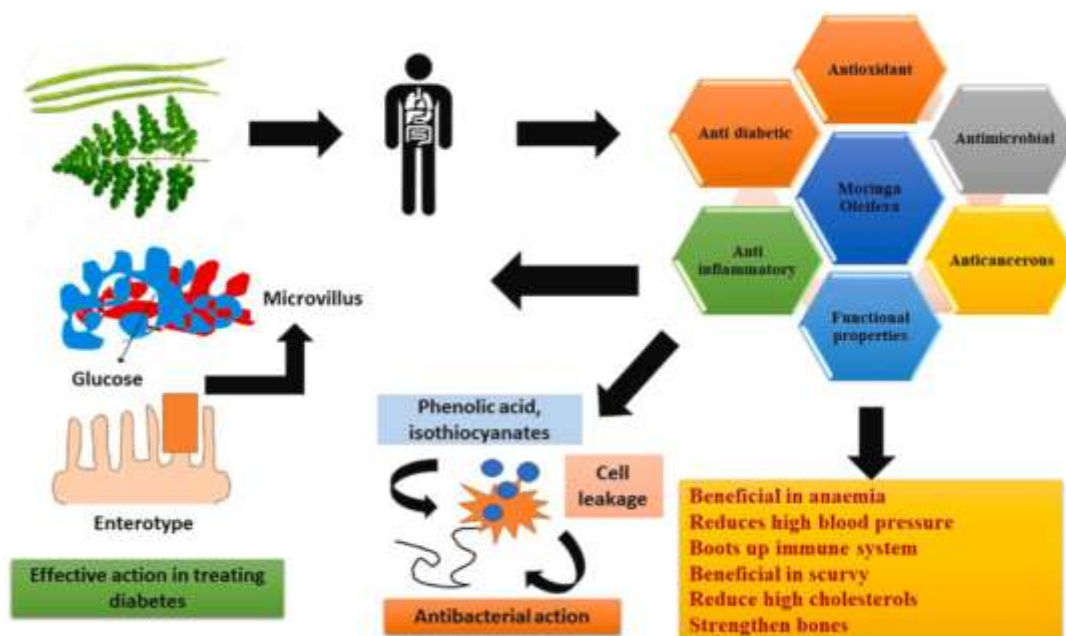 Antioxidant
Anti diabetic
Antimicrobial
Moringa
Oleifera
Anti
inflammatory
Anticancerous
Functional
properties
Microvillus
Glucose
Enterotype
Effective action in treating
diabetes
Phenolic acid,
isothiocyanates
Cell
leakage
Antibacterial action
Beneficial in anaemia
Reduces high blood pressure
Boots up immune system
Beneficial in scurvy
Reduce high cholesterols
Strengthen bones